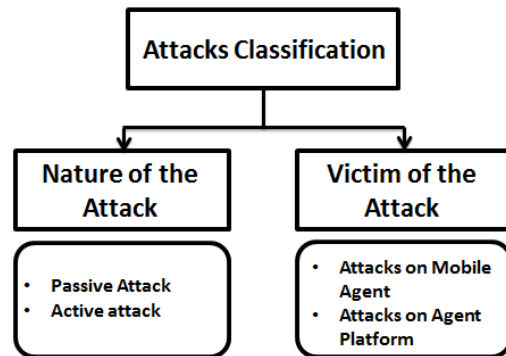 Attacks Classification
Nature of the
Attack
Victim of the
Attack
• Passive Attack
• Active attack
• Attacks on Mobile
Agent
• Attacks on Agent
Platform